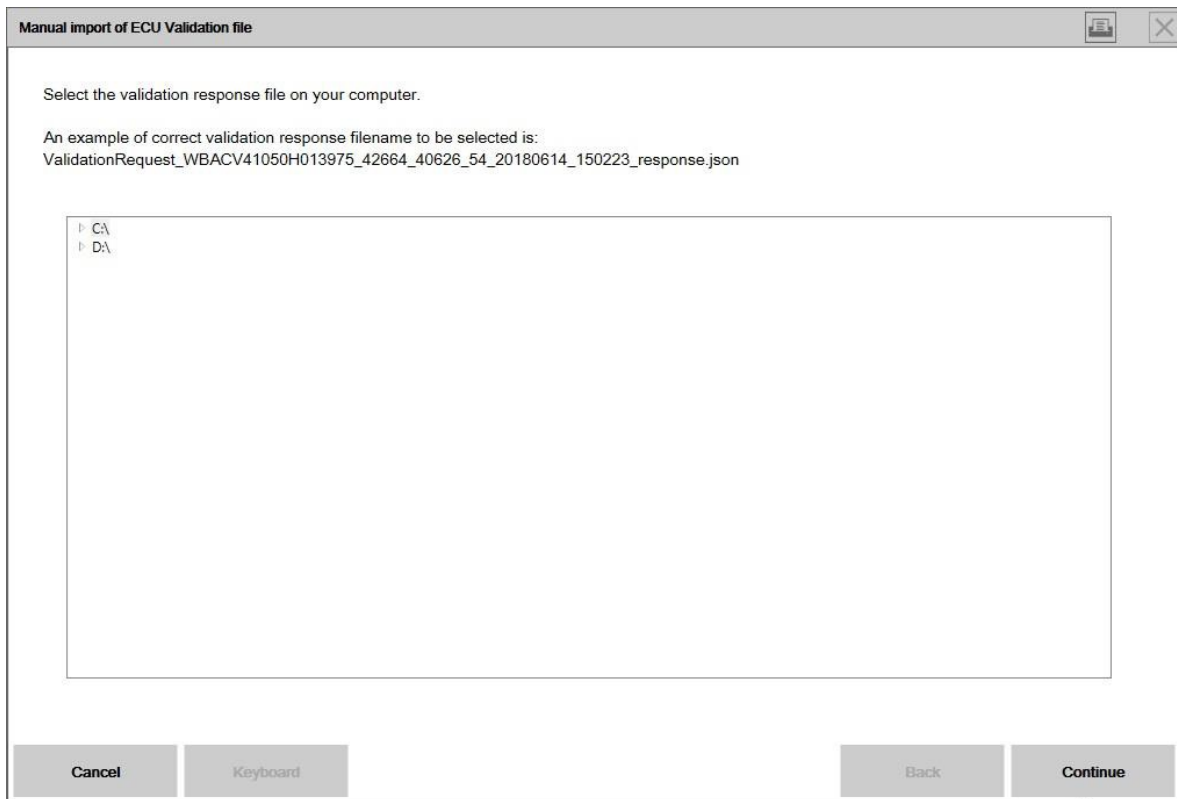 Manual import of ECU Validation file
Select the validation response file on your computer.
An example of correct validation response filename to be selected is:
ValidationRequest_WBACV41050H013975_42664_40626_54_20180614_150223_response.json
C:\
D:\
Cancel
Keyboard
Back
Continue